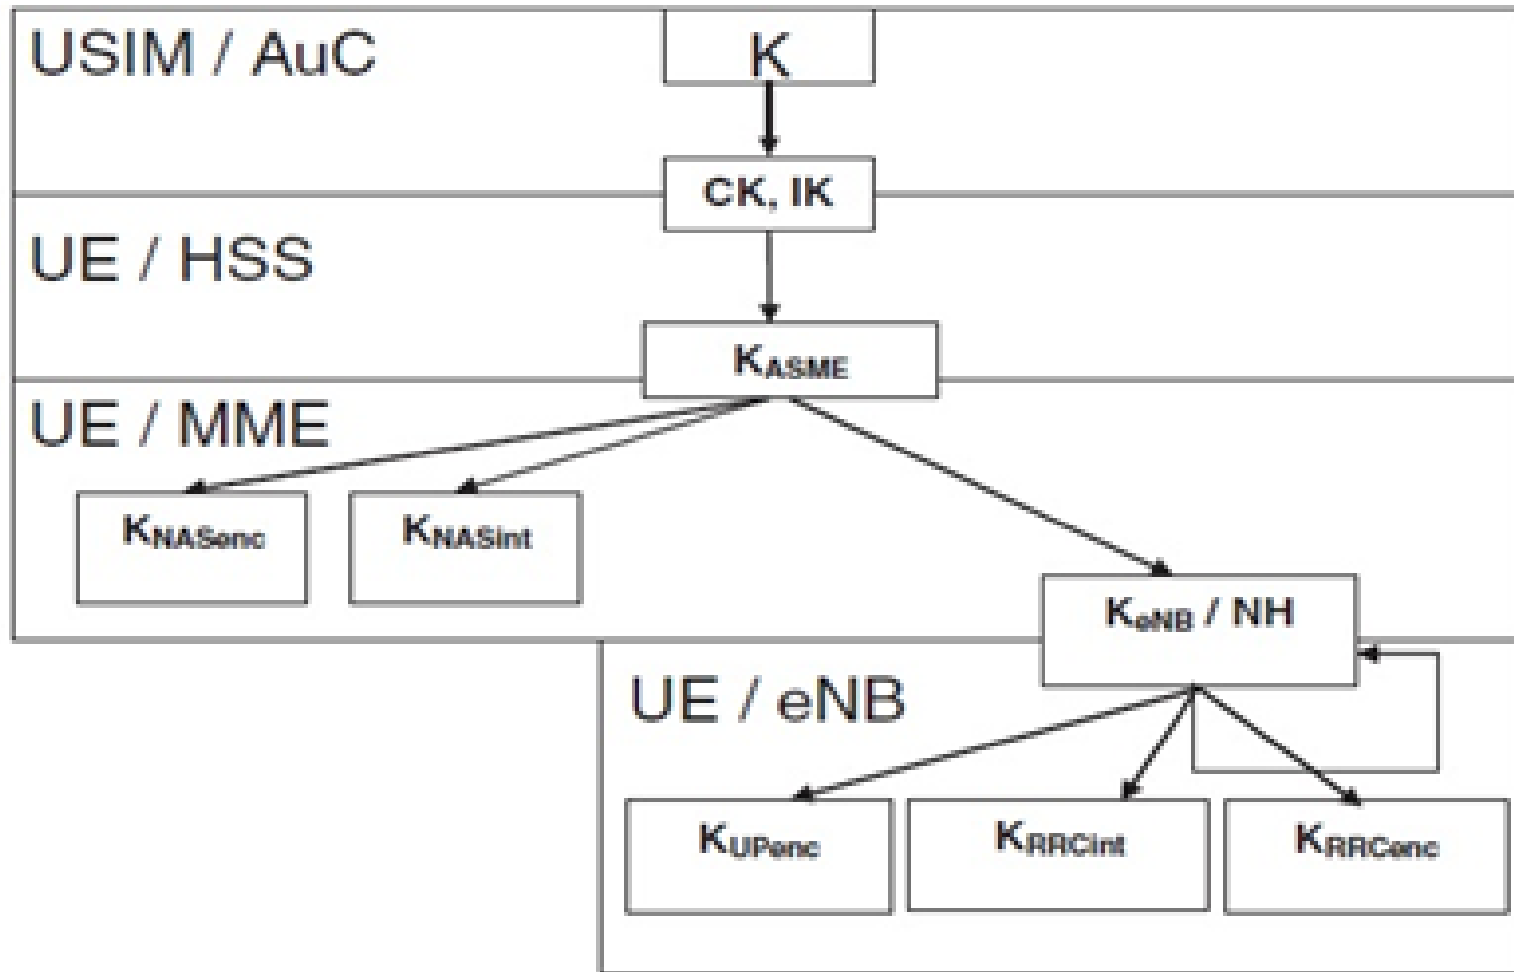 USIM / AuC
K
CK, IK
UE / HSS
KASME
UE / MME
KNASenc
KNASint
KeNB / NH
UE / eNB
KUPenc
KRRCint
KRRCenc